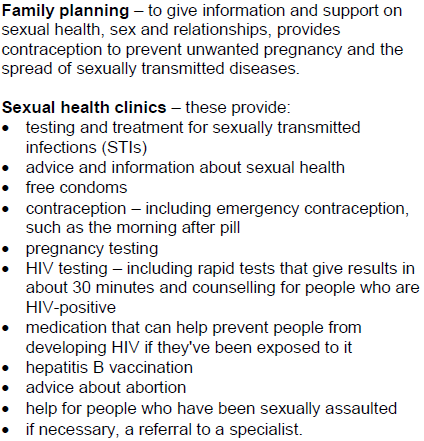 Family planning – to give information and support on
sexual health, sex and relationships, provides
contraception to prevent unwanted pregnancy and the
spread of sexually transmitted diseases.
Sexual health clinics – these provide:
• testing and treatment for sexually transmitted
infections (STIs)
• advice and information about sexual health
• free condoms
• contraception – including emergency contraception,
such as the morning after pill
• pregnancy testing
• HIV testing – including rapid tests that give results in
about 30 minutes and counselling for people who are
HIV-positive
• medication that can help prevent people from
developing HIV if they've been exposed to it
• hepatitis B vaccination
• advice about abortion
• help for people who have been sexually assaulted
• if necessary, a referral to a specialist.